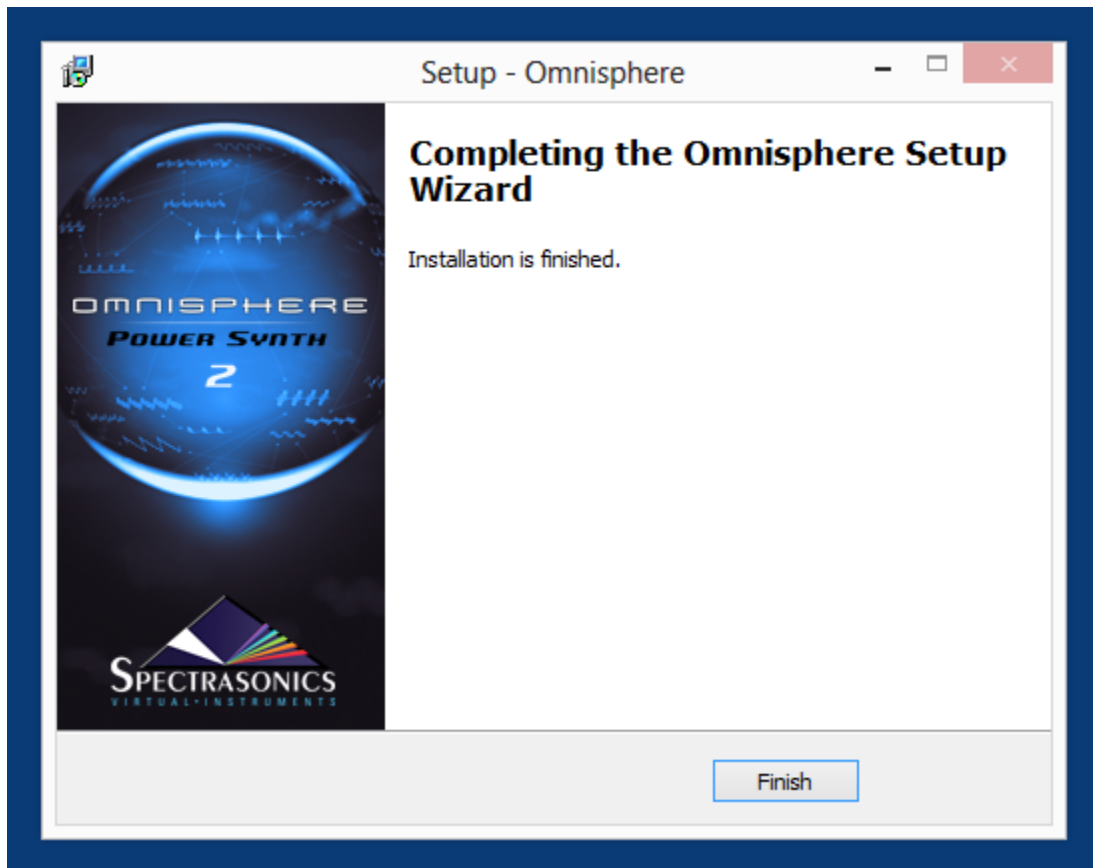 Setup - Omnisphere
OMNISPHERE
POWER SYNTH
2
SPECTRASONICS
VIRTUAL·INSTRUMENTS
Completing the Omnisphere Setup
Wizard
Installation is finished.
Finish